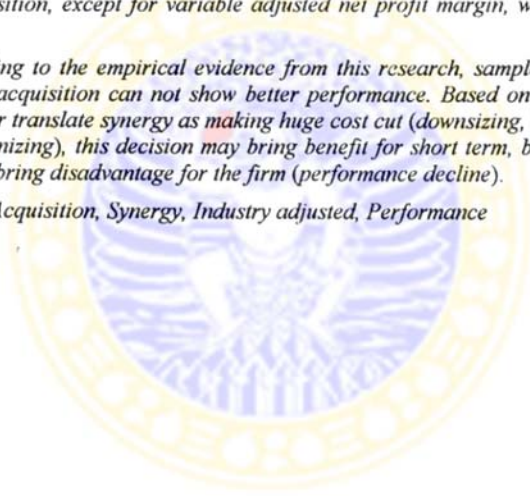 sition, except for variable adjusted net profit margin, w
ng to the empirical evidence from this research, sampl
acquisition can not show better performance. Based on
r translate synergy as making huge cost cut (downsizing,
nizing), this decision may bring benefit for short term, b
bring disadvantage for the firm (performance decline).
Acquisition, Synergy, Industry adjusted, Performance